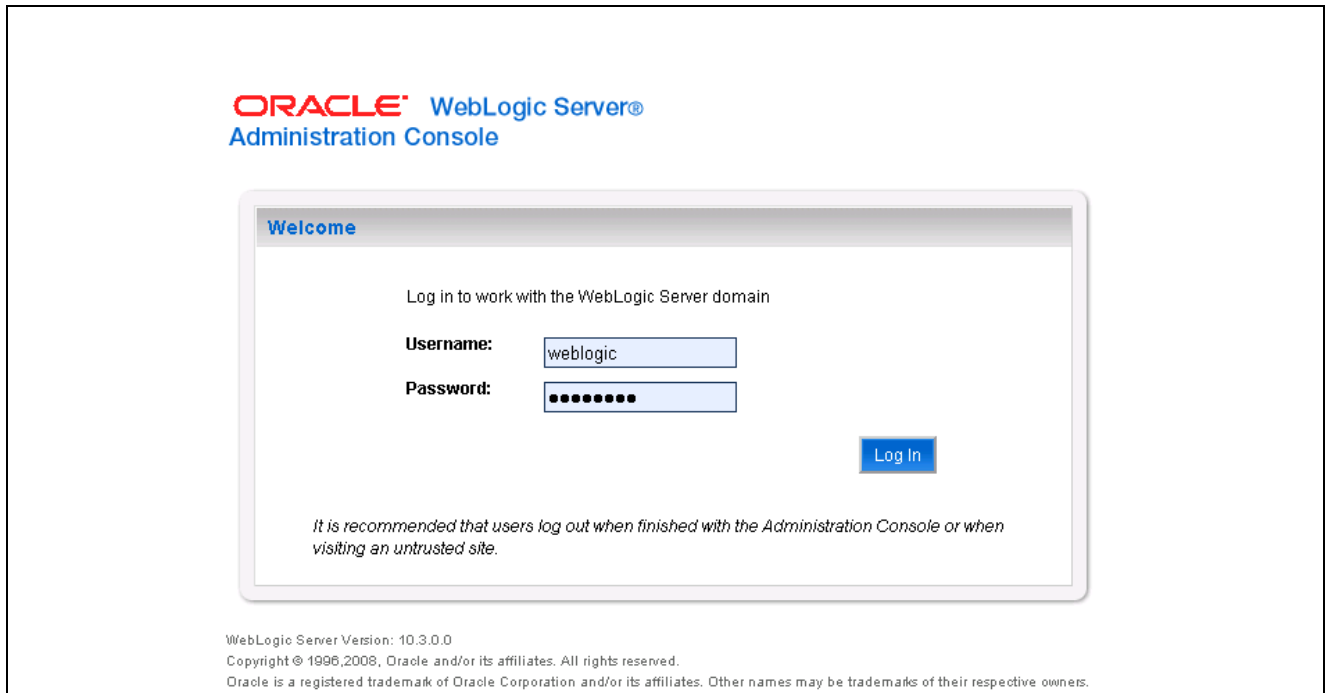 ORACLE WebLogic Server®
Administration Console
Welcome
Log in to work with the WebLogic Server domain
Username: weblogic
Password: ••••••••
Log In
It is recommended that users log out when finished with the Administration Console or when
visiting an untrusted site.
WebLogic Server Version: 10.3.0.0
Copyright © 1996,2008, Oracle and/or its affiliates. All rights reserved.
Oracle is a registered trademark of Oracle Corporation and/or its affiliates. Other names may be trademarks of their respective owners.